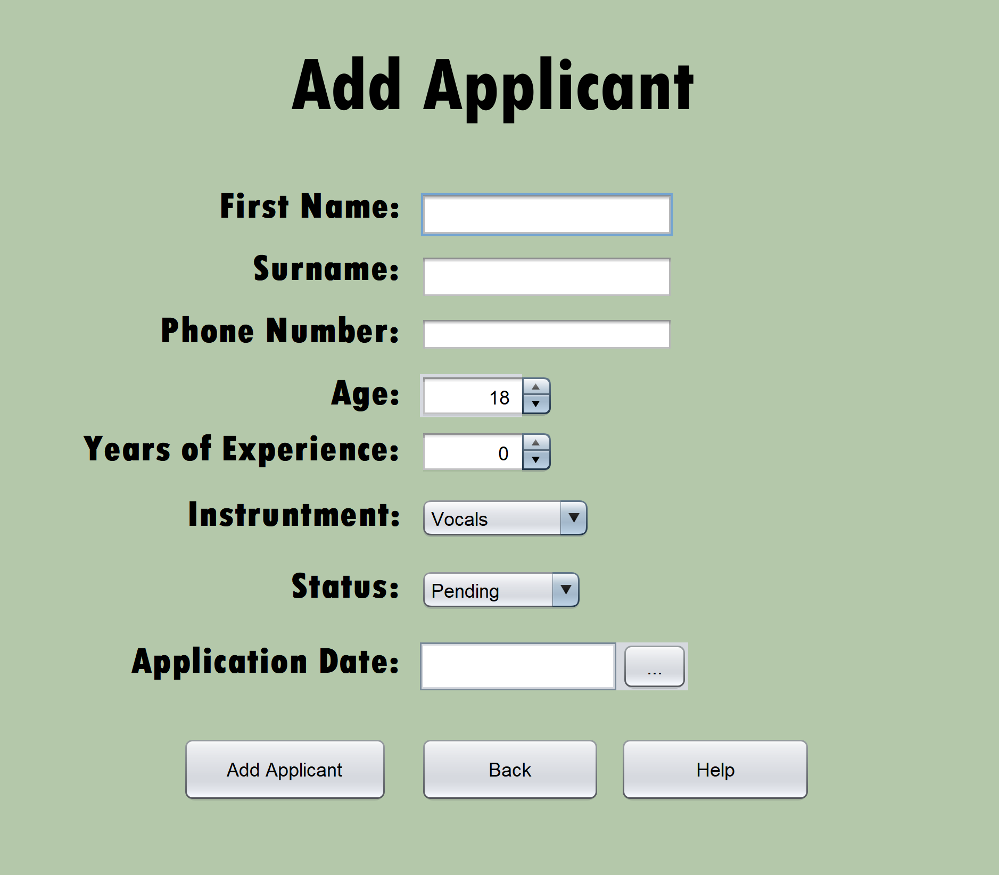 Add Applicant
First Name:
Surname:
Phone Number:
Age: 18
Years of Experience: 0
Instruntment: Vocals
Status: Pending
Application Date: ...
Add Applicant Back Help